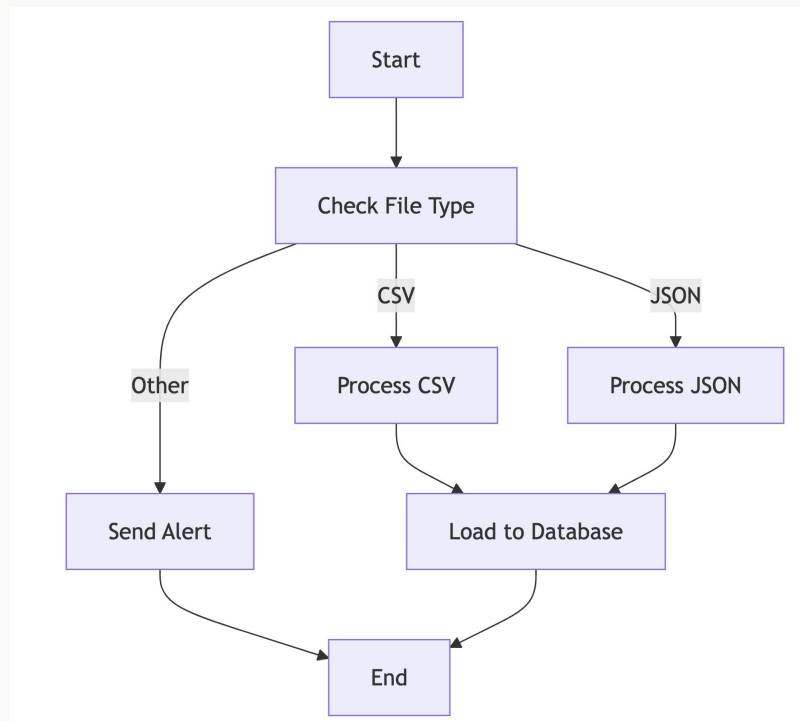 Start
Check File Type
CSV
JSON
Other
Process CSV
Process JSON
Send Alert
Load to Database
End